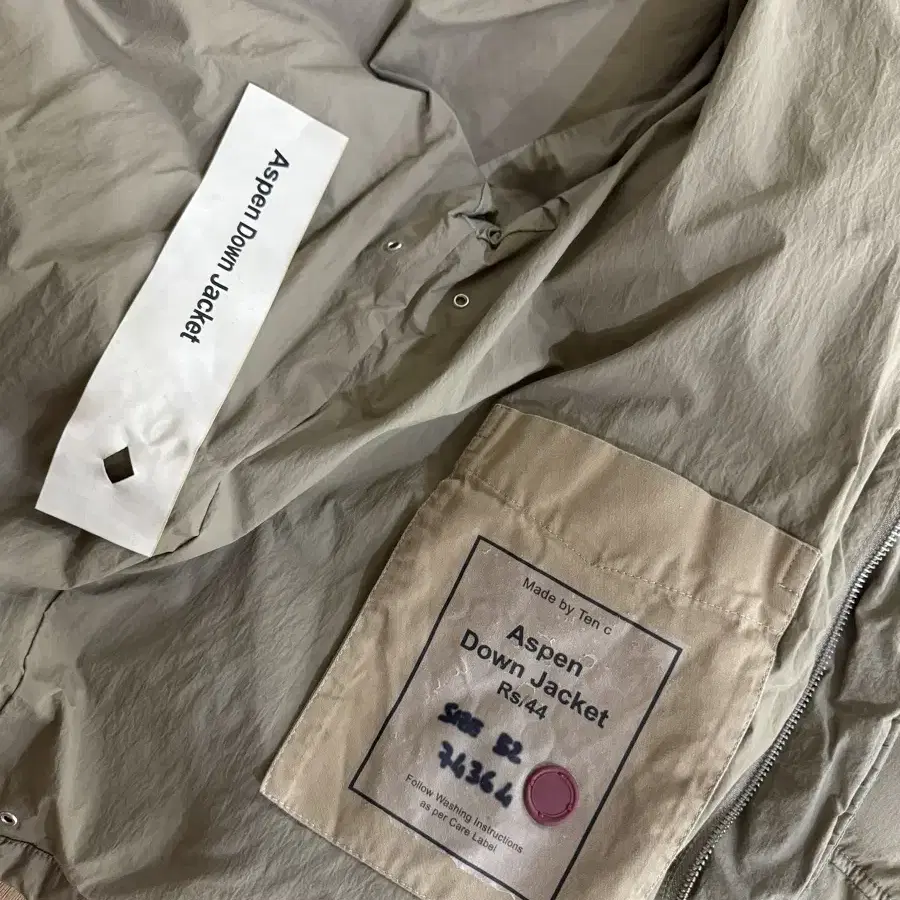 Aspen Down Jacket
Made by Ten c
Aspen
Down Jacket
Rs/44
SIZE 52
74364
Follow Washing Instructions
as per Care Label